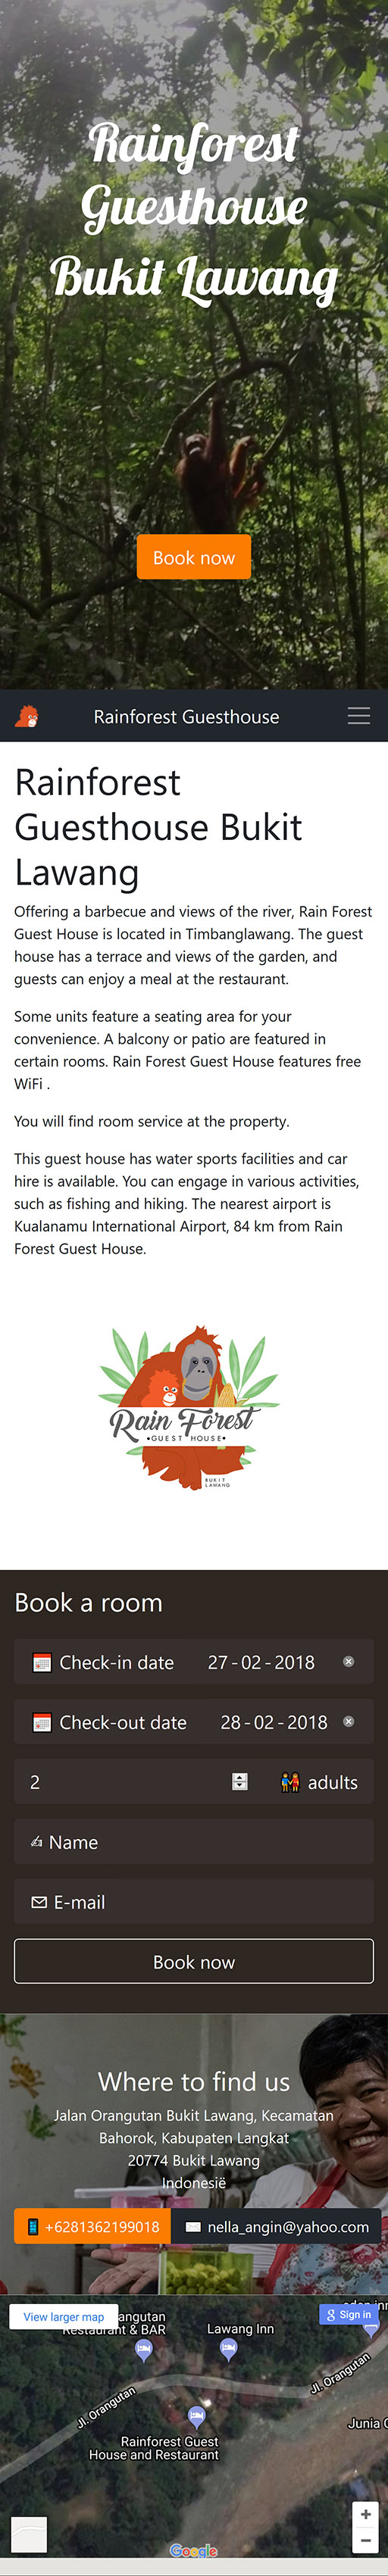 Rainforest
Guesthouse
Bukit Lawang
Book now
Rainforest Guesthouse
Rainforest
Guesthouse Bukit
Lawang
Offering a barbecue and views of the river, Rain Forest
Guest House is located in Timbanglawang. The guest
house has a terrace and views of the garden, and
guests can enjoy a meal at the restaurant.
Some units feature a seating area for your
convenience. A balcony or patio are featured in
certain rooms. Rain Forest Guest House features free
WiFi .
You will find room service at the property.
This guest house has water sports facilities and car
hire is available. You can engage in various activities,
such as fishing and hiking. The nearest airport is
Kualanamu International Airport, 84 km from Rain
Forest Guest House.
Rain Forest
•GUEST HOUSE•
BUKIT
LAWANG
Book a room
Check-in date 27-02-2018
Check-out date 28-02-2018
2 adults
Name
E-mail
Book now
Where to find us
Jalan Orangutan Bukit Lawang, Kecamatan
Bahorok, Kabupaten Langkat
20774 Bukit Lawang
Indonesië
+6281362199018 nella_angin@yahoo.com
View larger map
Sign in
angutan
Restaurant & BAR
Lawang Inn
Jl. Orangutan
Jl. Orangutan
Junia
Rainforest Guest
House and Restaurant
Google